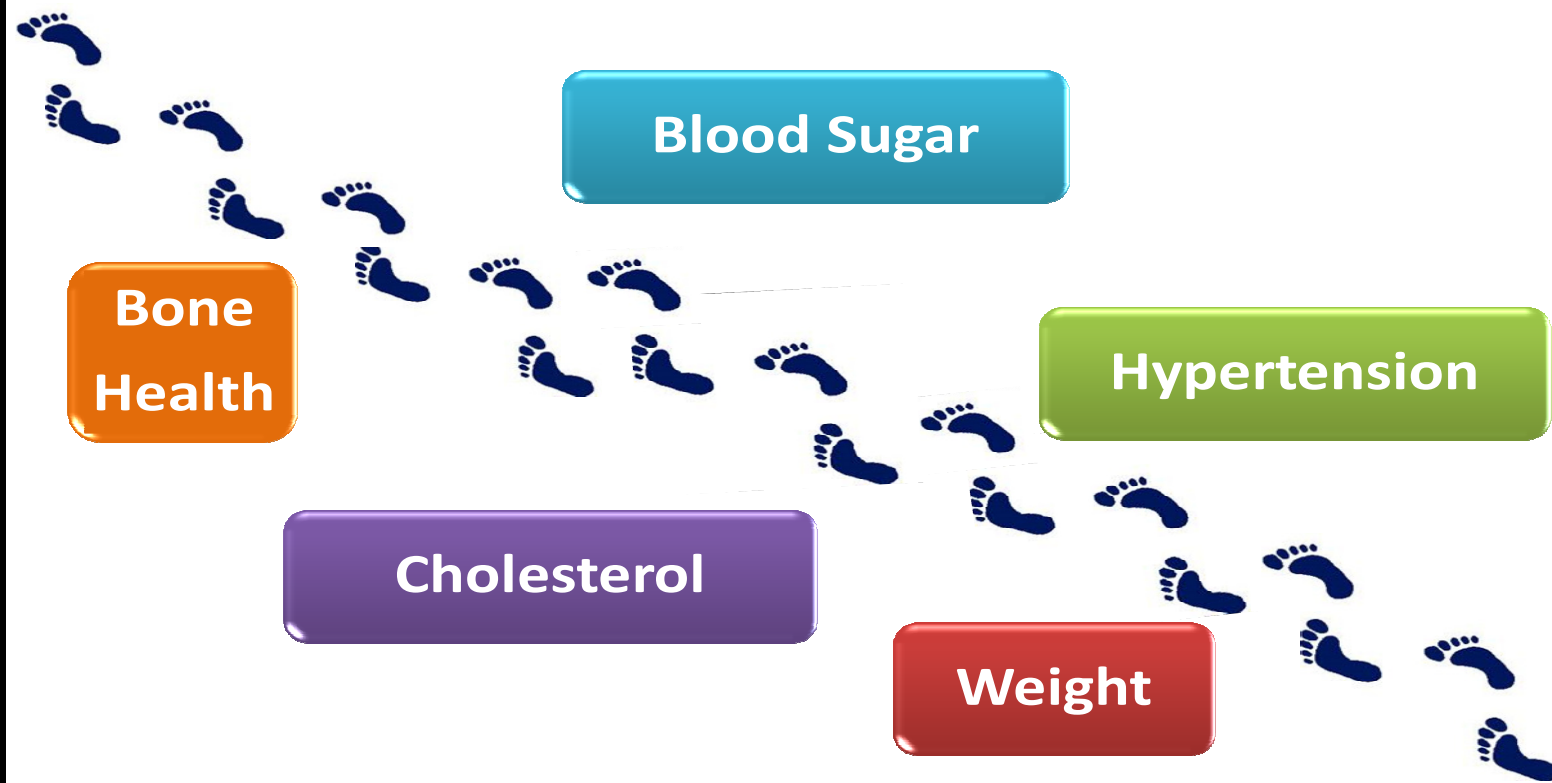 Blood Sugar
Bone
Health
Hypertension
Cholesterol
Weight